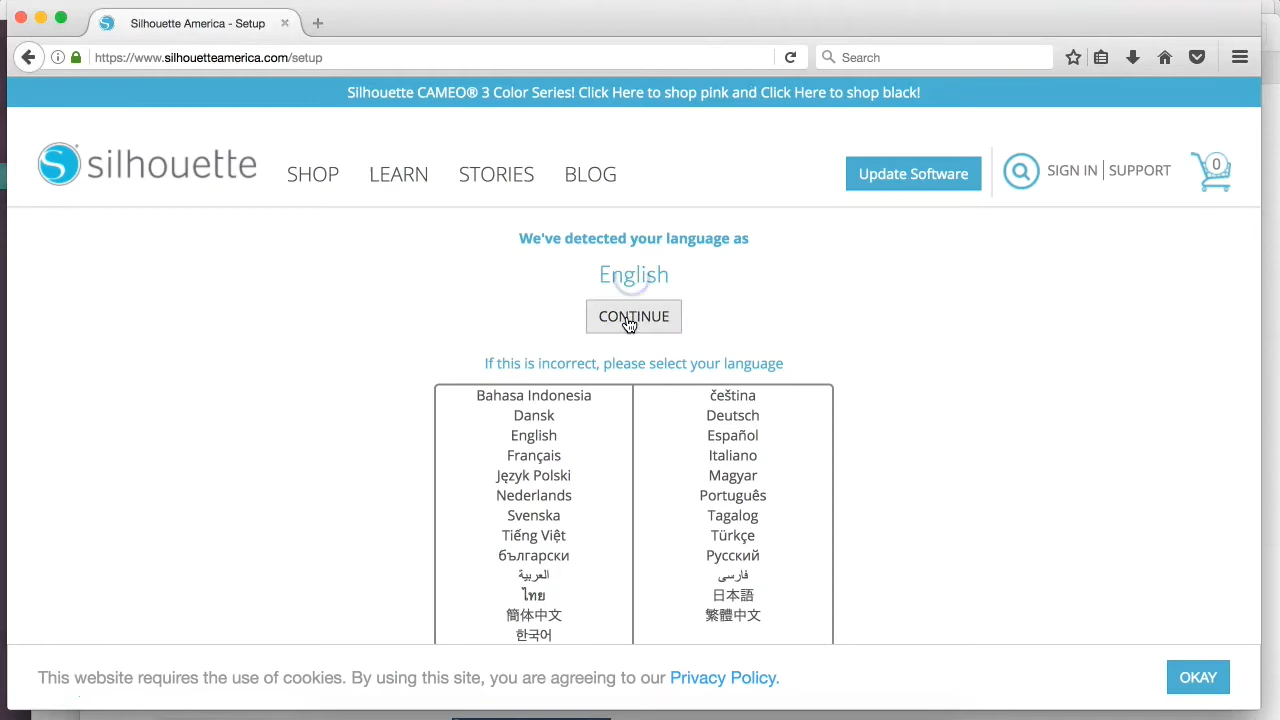 Silhouette America - Setup
https://www.silhouetteamerica.com/setup
Search
Silhouette CAMEO® 3 Color Series! Click Here to shop pink and Click Here to shop black!
silhouette
SHOP
LEARN
STORIES
BLOG
Update Software
SIGN IN | SUPPORT
0
We've detected your language as
English
CONTINUE
If this is incorrect, please select your language
Bahasa Indonesia
čeština
Dansk
Deutsch
English
Español
Français
Italiano
Język Polski
Magyar
Nederlands
Português
Svenska
Tagalog
Tiếng Việt
Türkçe
български
Русский
العربية
فارسی
ไทย
日本語
簡体中文
繁體中文
한국어
This website requires the use of cookies. By using this site, you are agreeing to our Privacy Policy.
OKAY